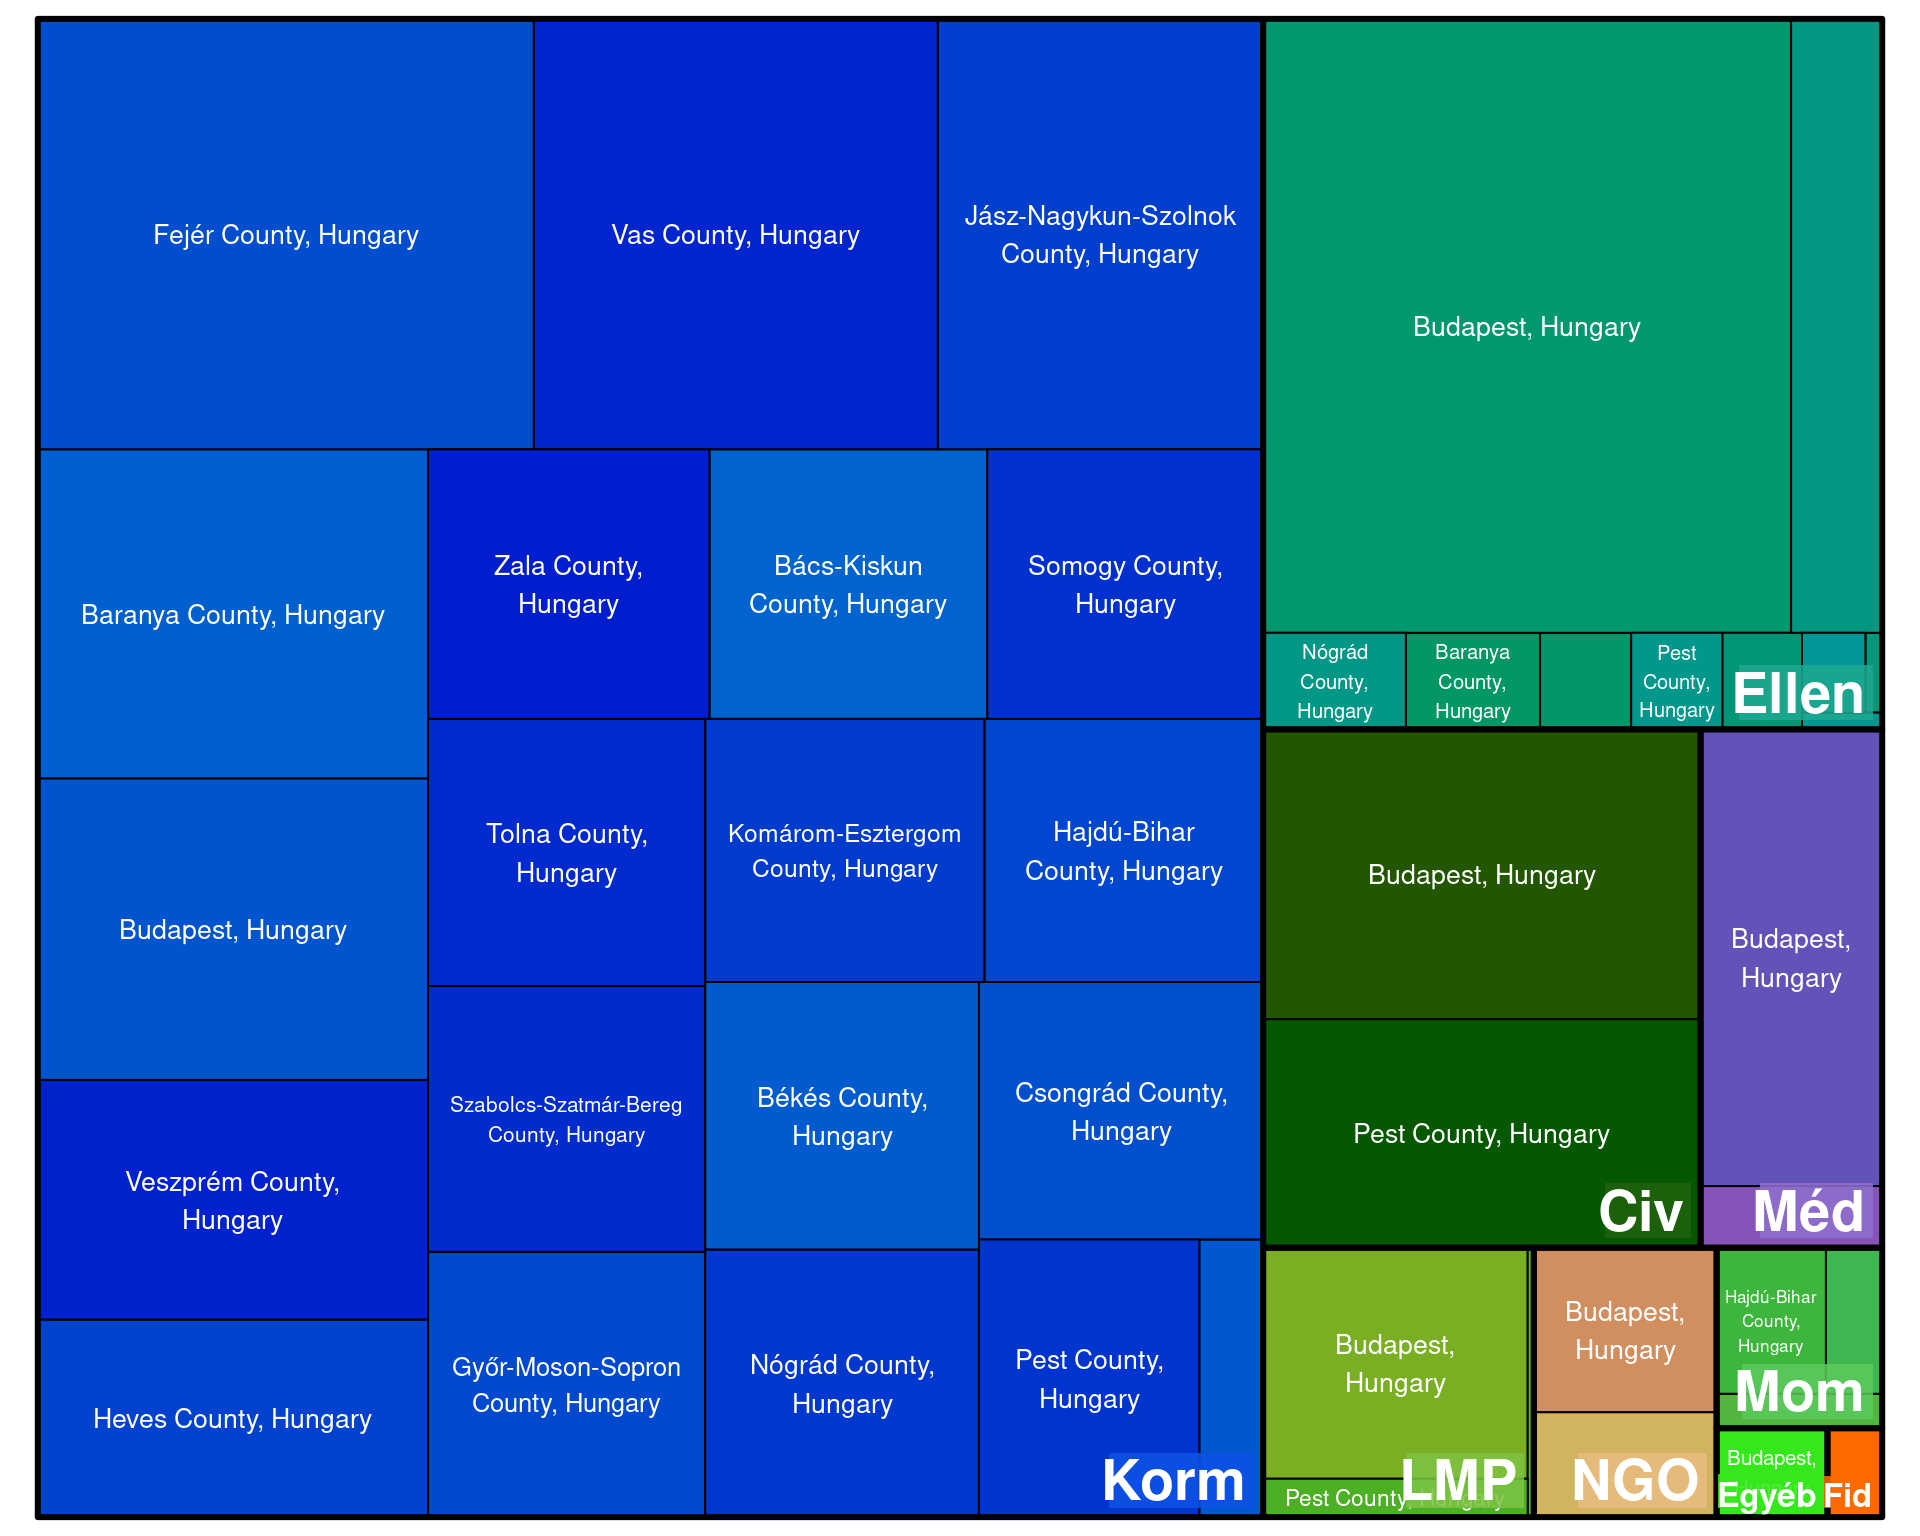 Fejér County, Hungary
Vas County, Hungary
Jász-Nagykun-Szolnok
County, Hungary
Baranya County, Hungary
Zala County,
Hungary
Bács-Kiskun
County, Hungary
Somogy County,
Hungary
Budapest, Hungary
Tolna County,
Hungary
Komárom-Esztergom
County, Hungary
Hajdú-Bihar
County, Hungary
Veszprém County,
Hungary
Szabolcs-Szatmár-Bereg
County, Hungary
Békés County,
Hungary
Csongrád County,
Hungary
Heves County, Hungary
Győr-Moson-Sopron
County, Hungary
Nógrád County,
Hungary
Pest County,
Hungary
Korm
Budapest, Hungary
Nógrád
County,
Hungary
Baranya
County,
Hungary
Pest
County,
Hungary
Ellen
Budapest, Hungary
Pest County, Hungary
Civ
Budapest,
Hungary
Méd
Budapest,
Hungary
Pest County, Hungary
LMP
Budapest,
Hungary
NGO
Hajdú-Bihar
County,
Hungary
Mom
Budapest,
Egyéb
Fid